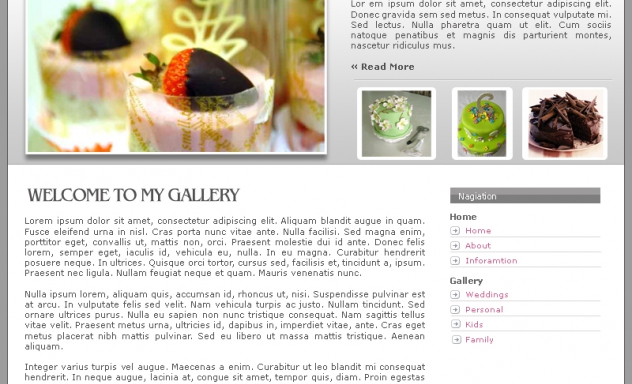 Lor em ipsum dolor sit amet, consectetur adipiscing elit.
Donec gravida sem sed metus. In consequat vulputate mi.
Sed lectus. Nulla pharetra quam ut elit. Cum sociis
natoque penatibus et magnis dis parturient montes,
nascetur ridiculus mus.
« Read More
WELCOME TO MY GALLERY
Lorem ipsum dolor sit amet, consectetur adipiscing elit. Aliquam blandit augue in quam.
Fusce eleifend urna in nisl. Cras porta nunc vitae ante. Nulla facilisi. Sed magna enim,
porttitor eget, convallis ut, mattis non, orci. Praesent molestie dui id ante. Donec felis
lorem, semper eget, iaculis id, vehicula eu, nulla. In eu magna. Curabitur hendrerit
posuere neque. In ultrices. Quisque orci tortor, cursus sed, facilisis et, tincidunt a, ipsum.
Praesent nec ligula. Nullam feugiat neque et quam. Mauris venenatis nunc.
Nulla ipsum lorem, aliquam quis, accumsan id, rhoncus ut, nisi. Suspendisse pulvinar est
at arcu. In vulputate felis sed velit. Nam vehicula turpis ac justo. Nullam tincidunt. Sed
ornare ultrices purus. Nulla eu sapien non nunc tristique consequat. Nam sagittis tellus
vitae velit. Praesent metus urna, ultricies id, dapibus in, imperdiet vitae, ante. Cras eget
metus placerat nibh mattis pulvinar. Sed eu libero ut massa mattis tristique. Aenean
aliquam.
Integer varius turpis vel augue. Maecenas a enim. Curabitur ut leo blandit mi consequat
hendrerit. In neque augue, lacinia at, congue sit amet, tempor quis, diam. Proin egestas
Nagiation
Home
Home
About
Inforamtion
Gallery
Weddings
Personal
Kids
Family